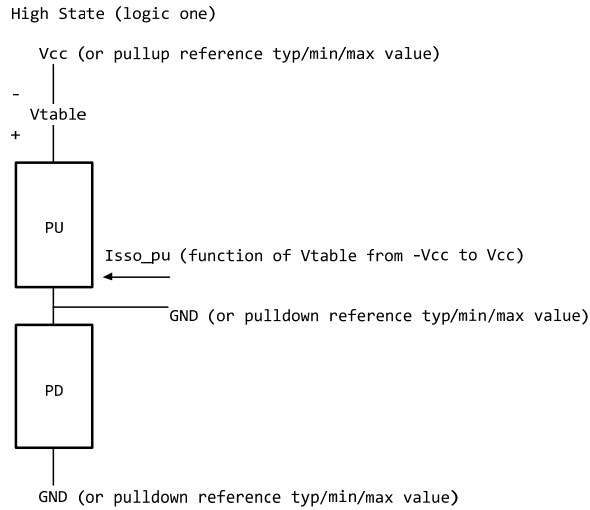 High State (logic one)
Vcc (or pullup reference typ/min/max value)
-
Vtable
+
PU
Isso_pu (function of Vtable from -Vcc to Vcc)
GND (or pulldown reference typ/min/max value)
PD
GND (or pulldown reference typ/min/max value)